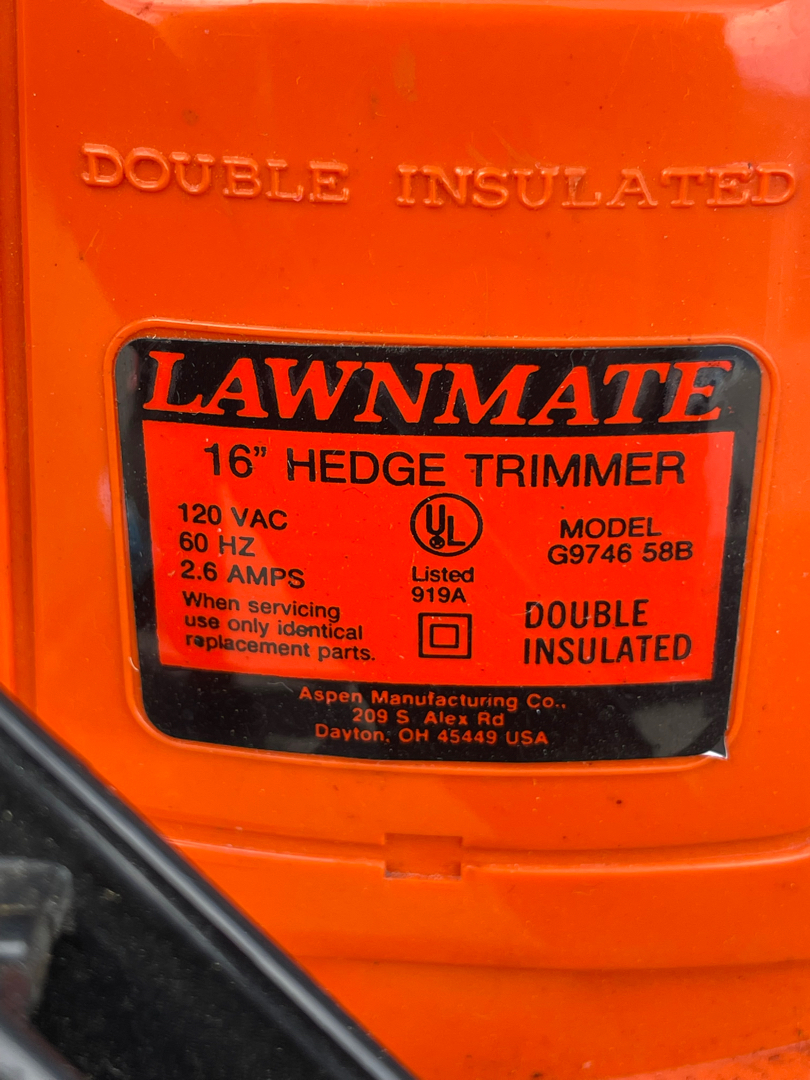 DOUBLE INSULATED
LAWNMATE
16" HEDGE TRIMMER
120 VAC
60 HZ
2.6 AMPS
When servicing
use only identical
replacement parts.
UL
Listed
919A
MODEL
G9746 58B
DOUBLE
INSULATED
Aspen Manufacturing Co.,
209 S Alex Rd
Dayton, OH 45449 USA